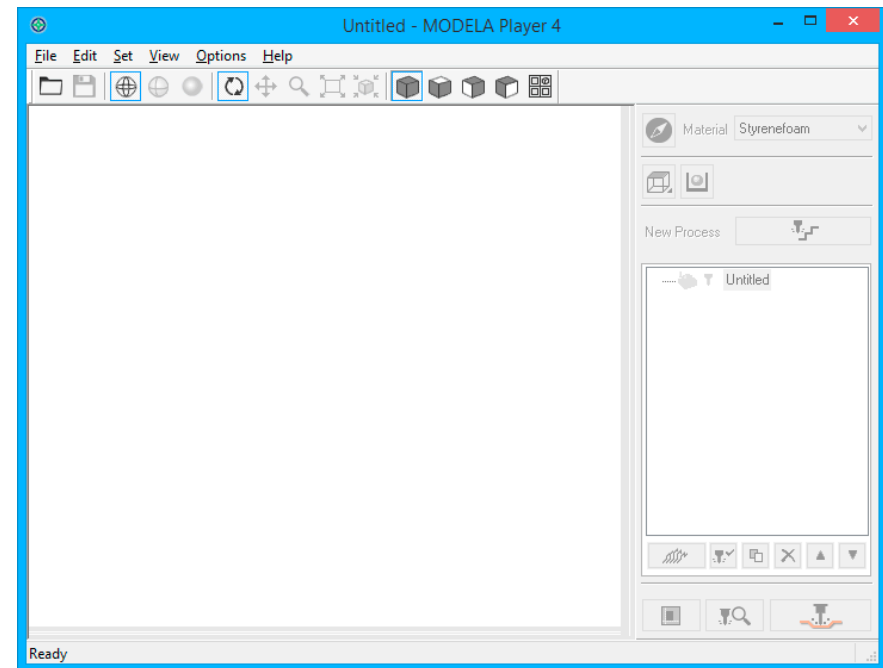 Untitled - MODELA Player 4
File Edit Set View Options Help
Material Styrenefoam
New Process
Untitled
Ready